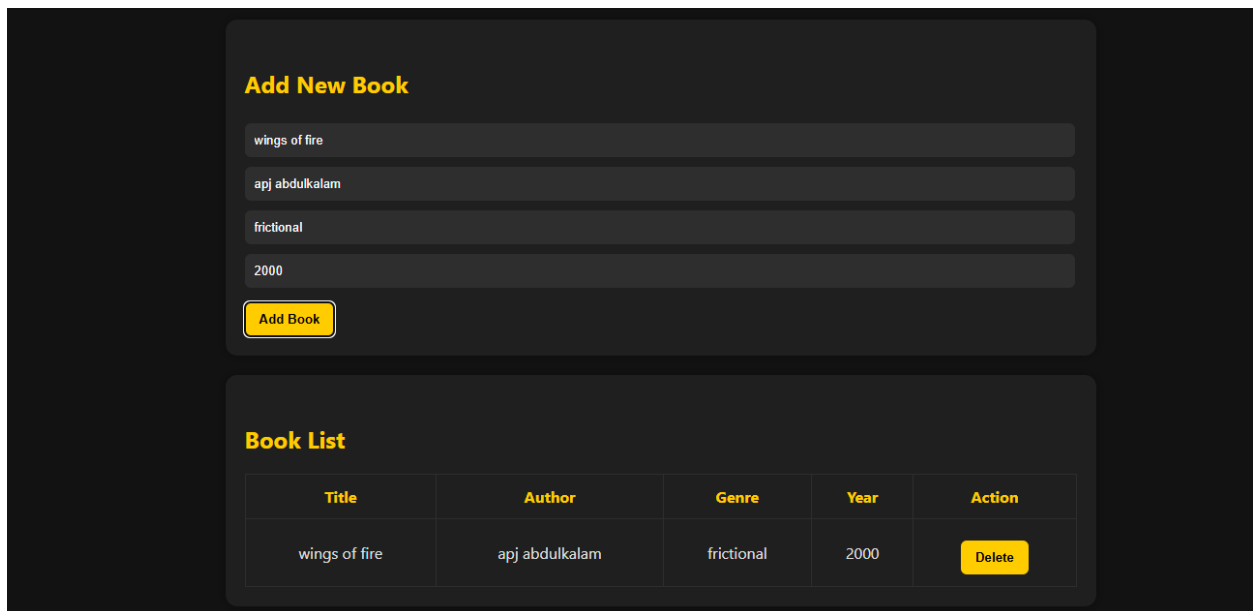 Add New Book
wings of fire
apj abdulkalam
frictional
2000
Add Book
Book List
Title Author Genre Year Action
wings of fire apj abdulkalam frictional 2000 Delete